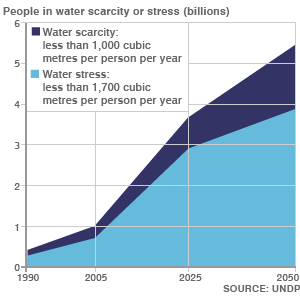 People in water scarcity or stress (billions)
6
Water scarcity:
less than 1,000 cubic
metres per person per year
Water stress:
less than 1,700 cubic
metres per person per year
5
4
3
2
1
0
1990 2005 2025 2050
SOURCE: UNDP